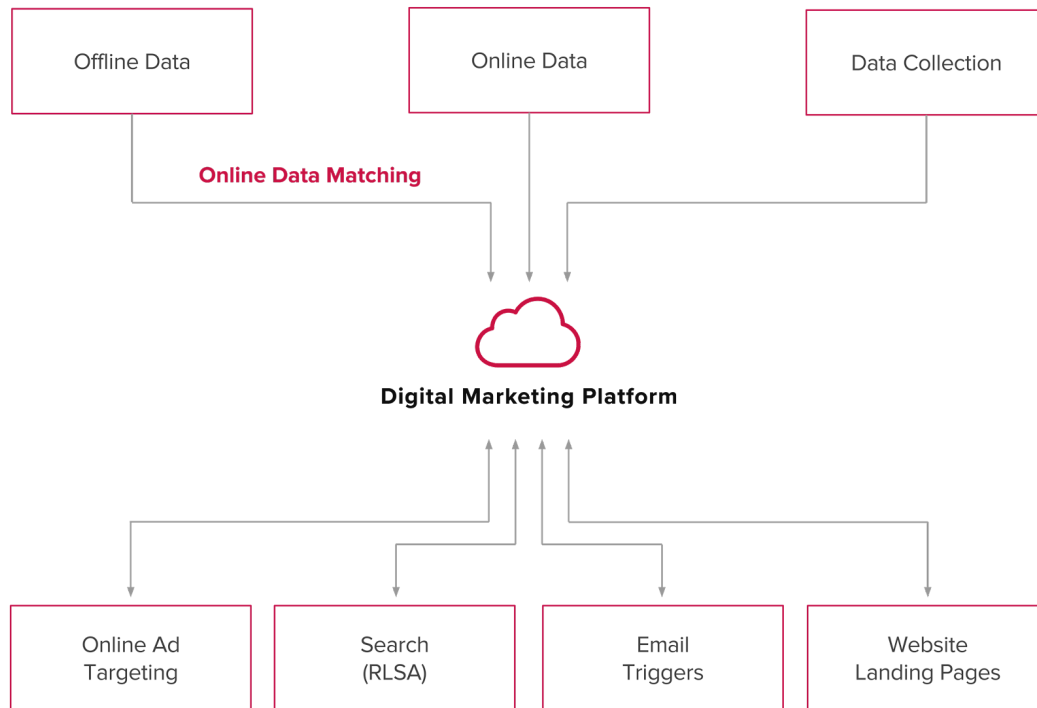 Offline Data
Online Data
Data Collection
Online Data Matching
Digital Marketing Platform
Online Ad
Targeting
Search
(RLSA)
Email
Triggers
Website
Landing Pages